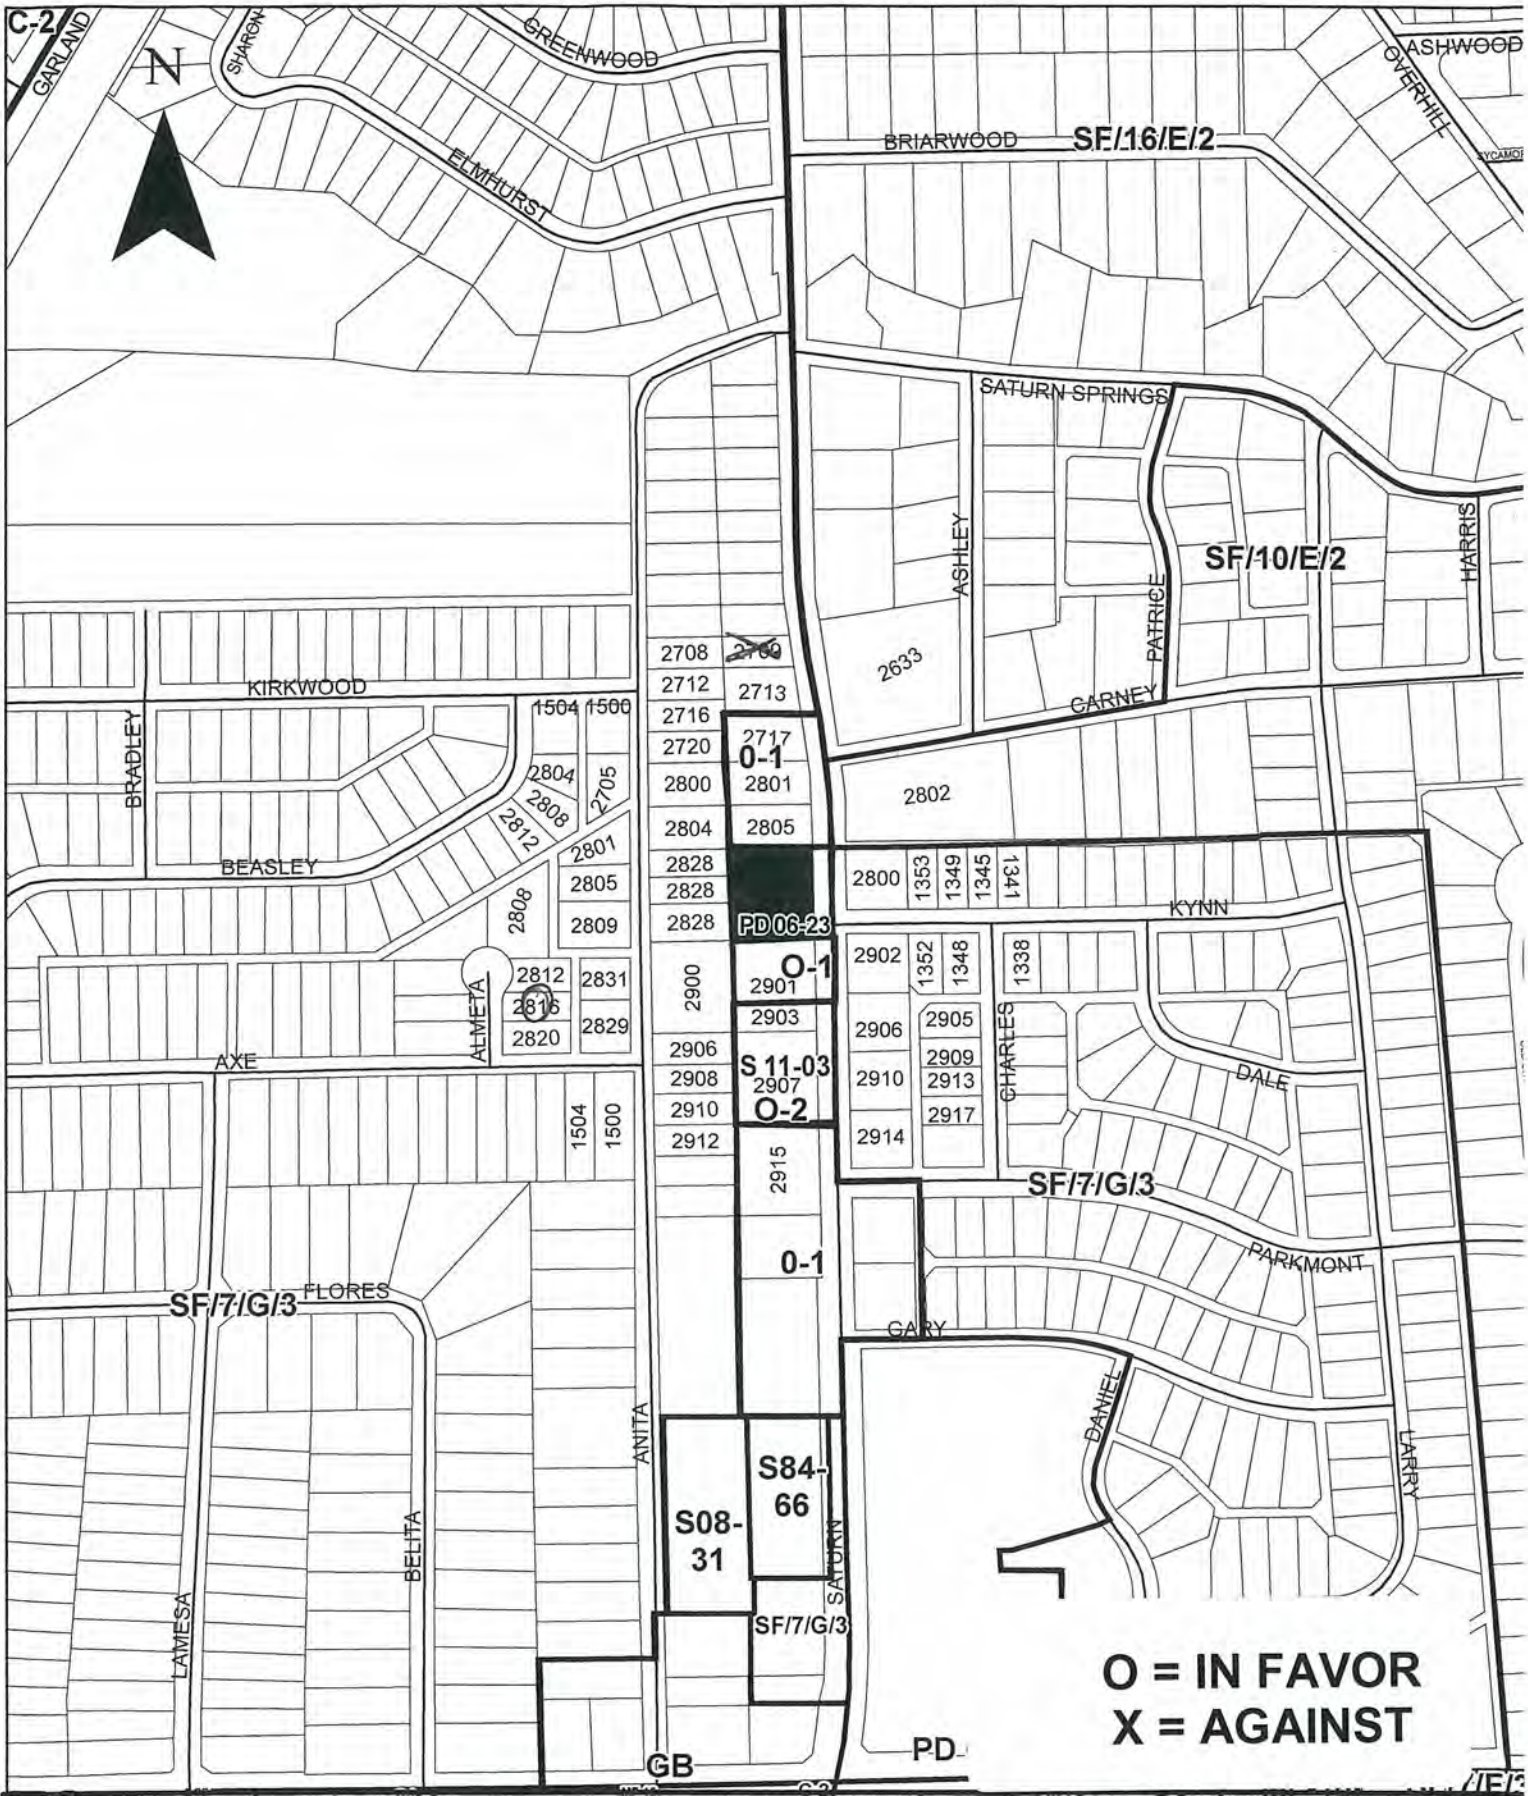 C-2
GARLAND
N
SHARON
GREENWOOD
ELMHURST
OVERHILL
ASHWOOD
BRIARWOOD
SF/16/E/2
SATURN SPRINGS
ASHLEY
PATRICE
SF/10/E/2
HARRIS
2708
2709
2633
2712
2713
CARNEY
KIRKWOOD
1504
1500
2716
2717
0-1
2720
BRADLEY
2804
2705
2800
2801
2802
2808
2812
2804
2805
BEASLEY
2801
2828
2800
1353
1349
1345
1341
2805
2828
2808
2809
2828
PD 06-23
KYNN
2902
1352
1348
1338
O-1
2812
2831
2900
2901
2816
2903
ALMETA
2820
2829
2906
2905
CHARLES
AXE
2906
S 11-03
2909
DALE
2908
2907
2910
2913
2910
O-2
2917
1504
1500
2912
2914
2915
SF/7/G/3
PARKMONT
0-1
FLORES
SF/7/G/3
GARY
DANIEL
ANITA
LARRY
S84-
66
S08-
31
SATURN
BELITA
LAMESA
SF/7/G/3
O = IN FAVOR
X = AGAINST
GB
PD